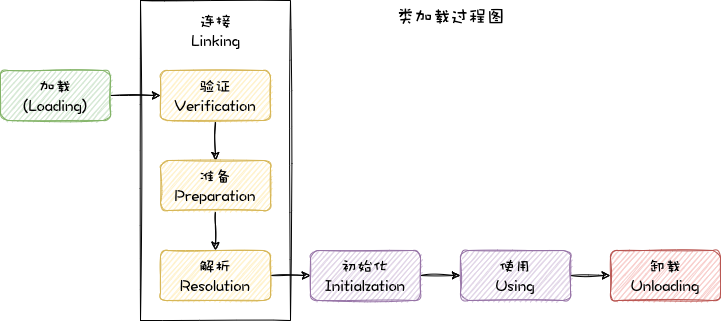 类加载过程图
连接
Linking
加载
(Loading)
验证
Verification
准备
Preparation
解析
Resolution
初始化
Initialzation
使用
Using
卸载
Unloading